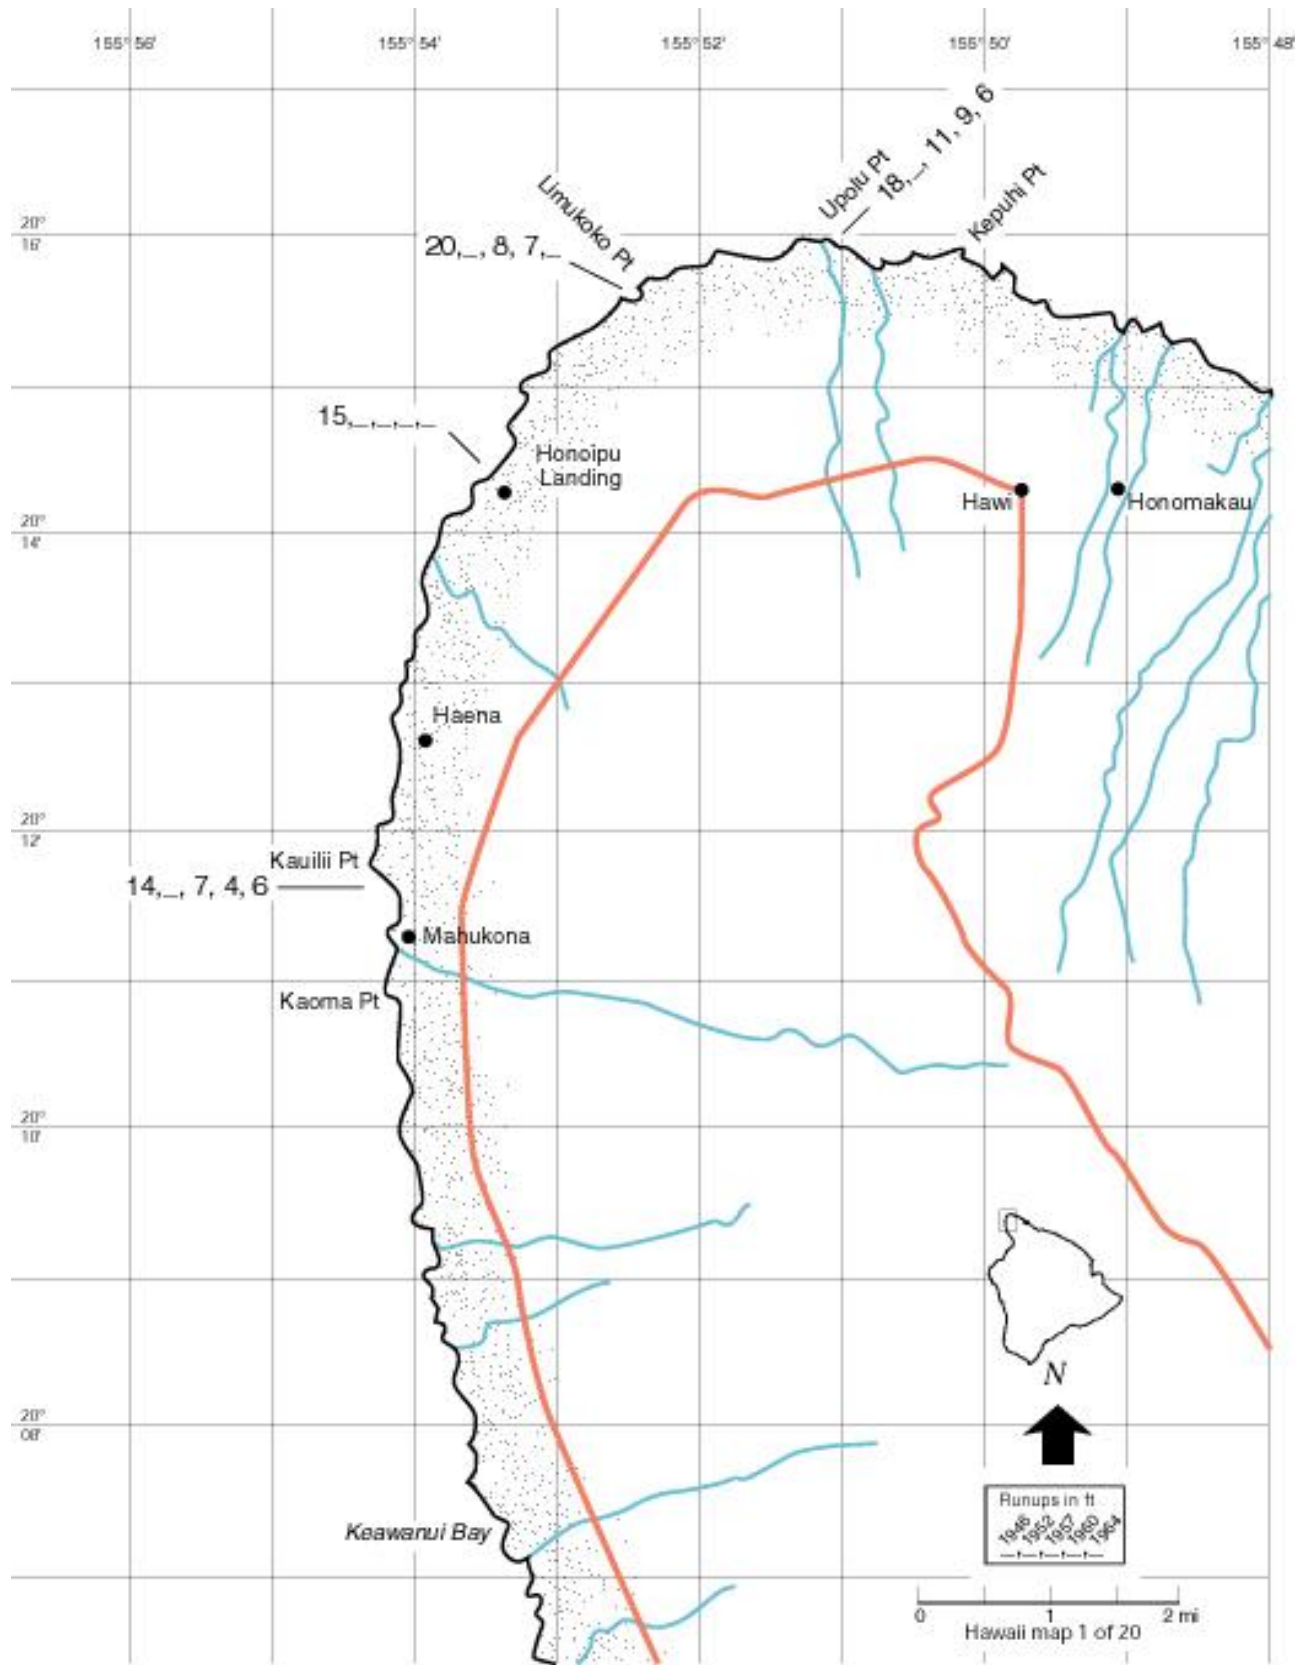 155° 56'
155° 54'
155° 52'
155° 50'
155° 48'
18,_, 11, 9, 6
Upolu Pt
Kepuhi Pt
Limukoko Pt
20°
16'
20,_, 8, 7,_
15,_,_,_,_
Honoipu
Landing
Hawi
Honomakau
20°
14'
Haena
20°
12'
Kauilii Pt
14,_, 7, 4, 6
Mahukona
Kaoma Pt
20°
10'
N
20°
08'
Runups in ft
1946
1952
1957
1960
1964
_,_,_,_,_
Keawanui Bay
0 1 2 mi
Hawaii map 1 of 20